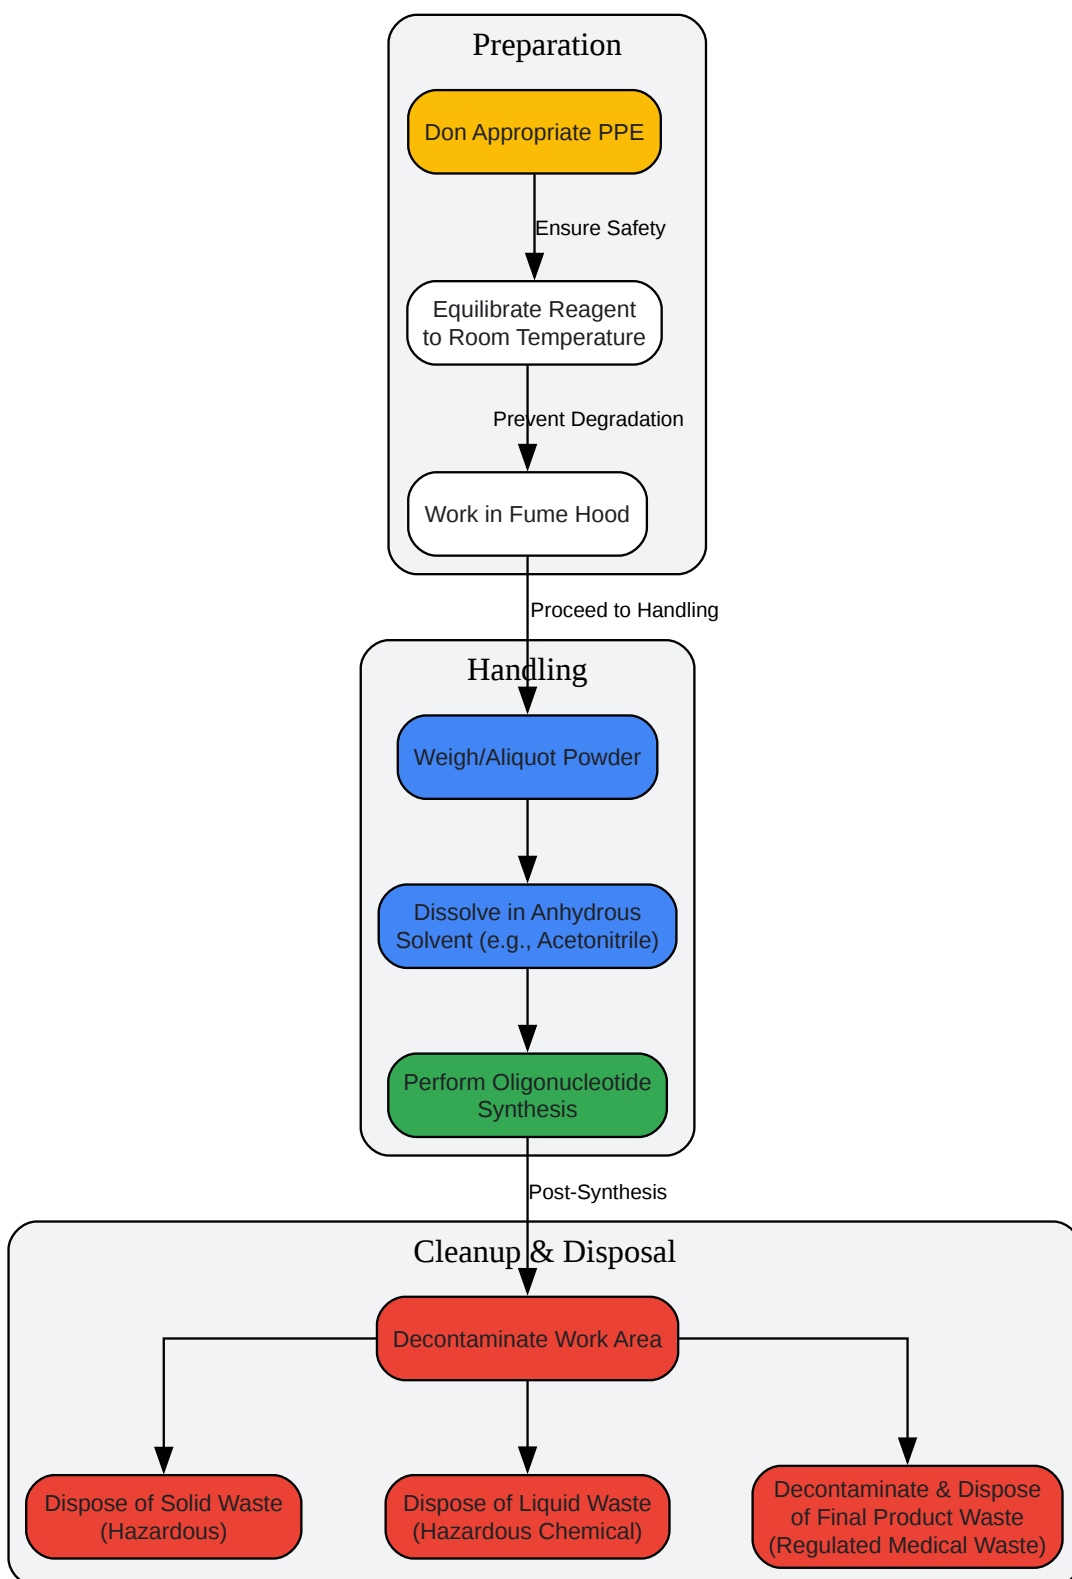 Preparation
Don Appropriate PPE
Ensure Safety
Equilibrate Reagent
to Room Temperature
Prevent Degradation
Work in Fume Hood
Proceed to Handling
Handling
Weigh/Aliquot Powder
Dissolve in Anhydrous
Solvent (e.g., Acetonitrile)
Perform Oligonucleotide
Synthesis
Post-Synthesis
Cleanup & Disposal
Decontaminate Work Area
Dispose of Solid Waste
(Hazardous)
Dispose of Liquid Waste
(Hazardous Chemical)
Decontaminate & Dispose
of Final Product Waste
(Regulated Medical Waste)